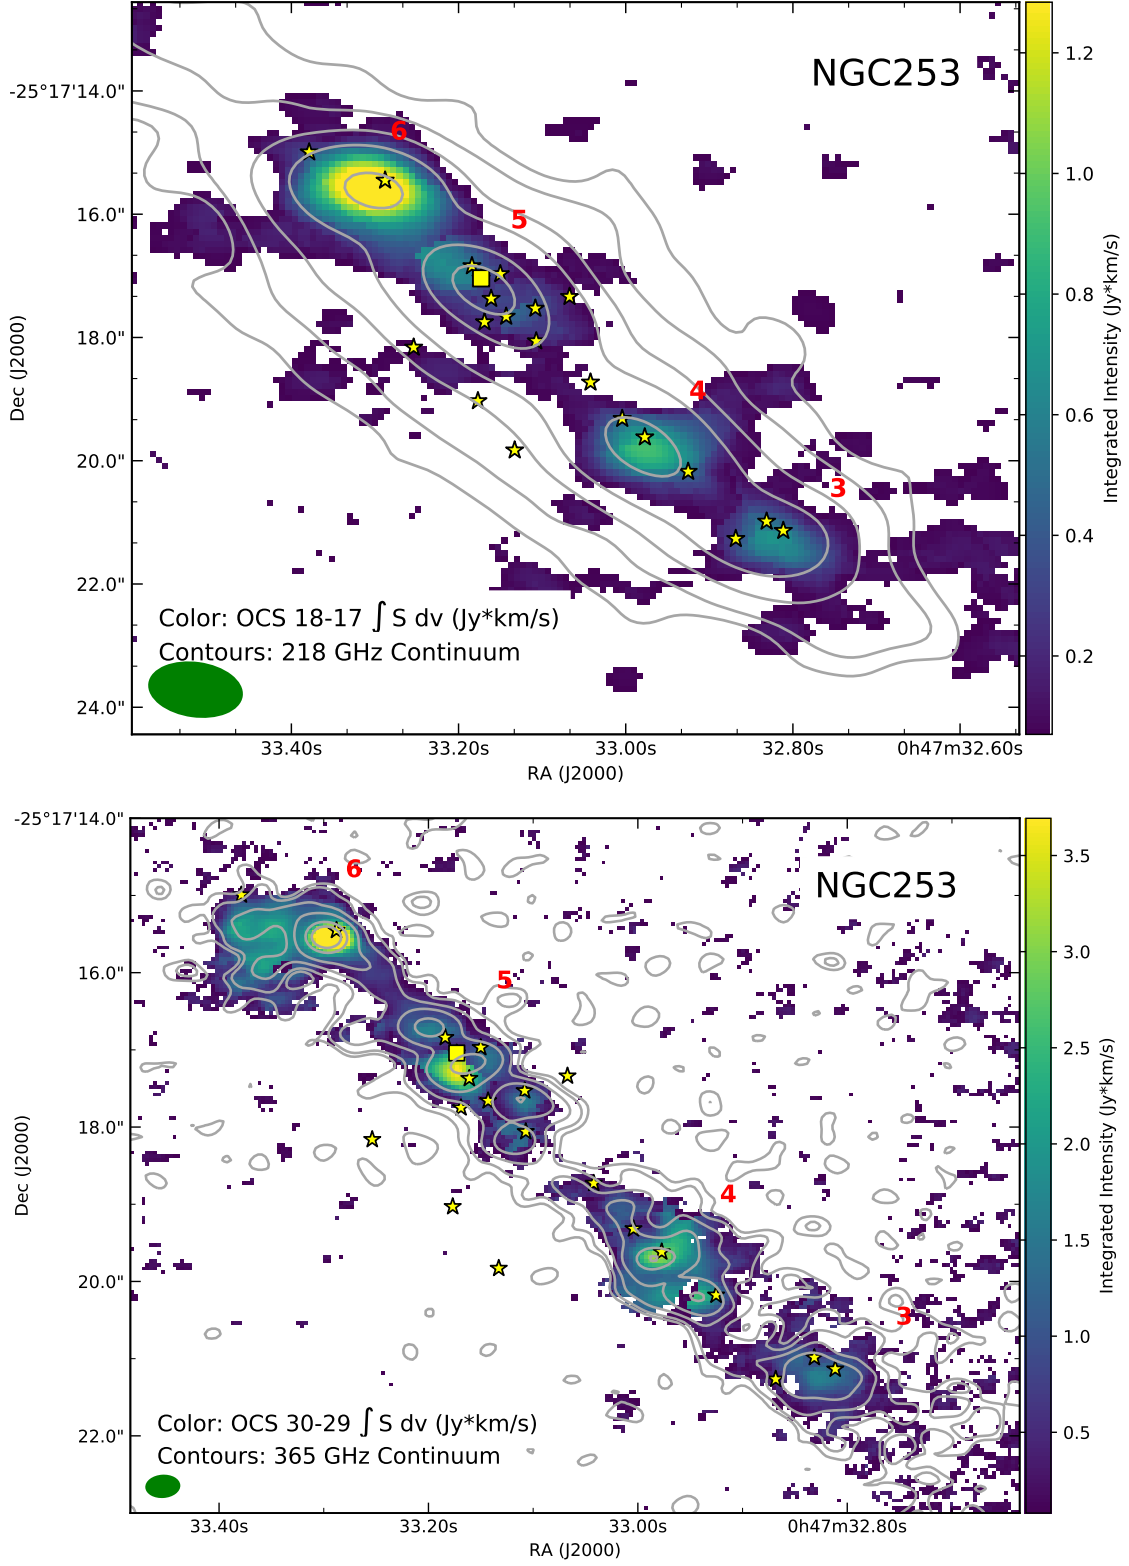 NGC253
6
5
4
3
-25°17'14.0"
16.0"
18.0"
20.0"
22.0"
24.0"
Dec (J2000)
Color: OCS 18-17 ∫ S dv (Jy*km/s)
Contours: 218 GHz Continuum
33.40s
33.20s
33.00s
32.80s
0h47m32.60s
RA (J2000)
1.2
1.0
0.8
0.6
0.4
0.2
Integrated Intensity (Jy*km/s)
NGC253
6
5
4
3
-25°17'14.0"
16.0"
18.0"
20.0"
22.0"
Dec (J2000)
Color: OCS 30-29 ∫ S dv (Jy*km/s)
Contours: 365 GHz Continuum
33.40s
33.20s
33.00s
0h47m32.80s
RA (J2000)
3.5
3.0
2.5
2.0
1.5
1.0
0.5
Integrated Intensity (Jy*km/s)